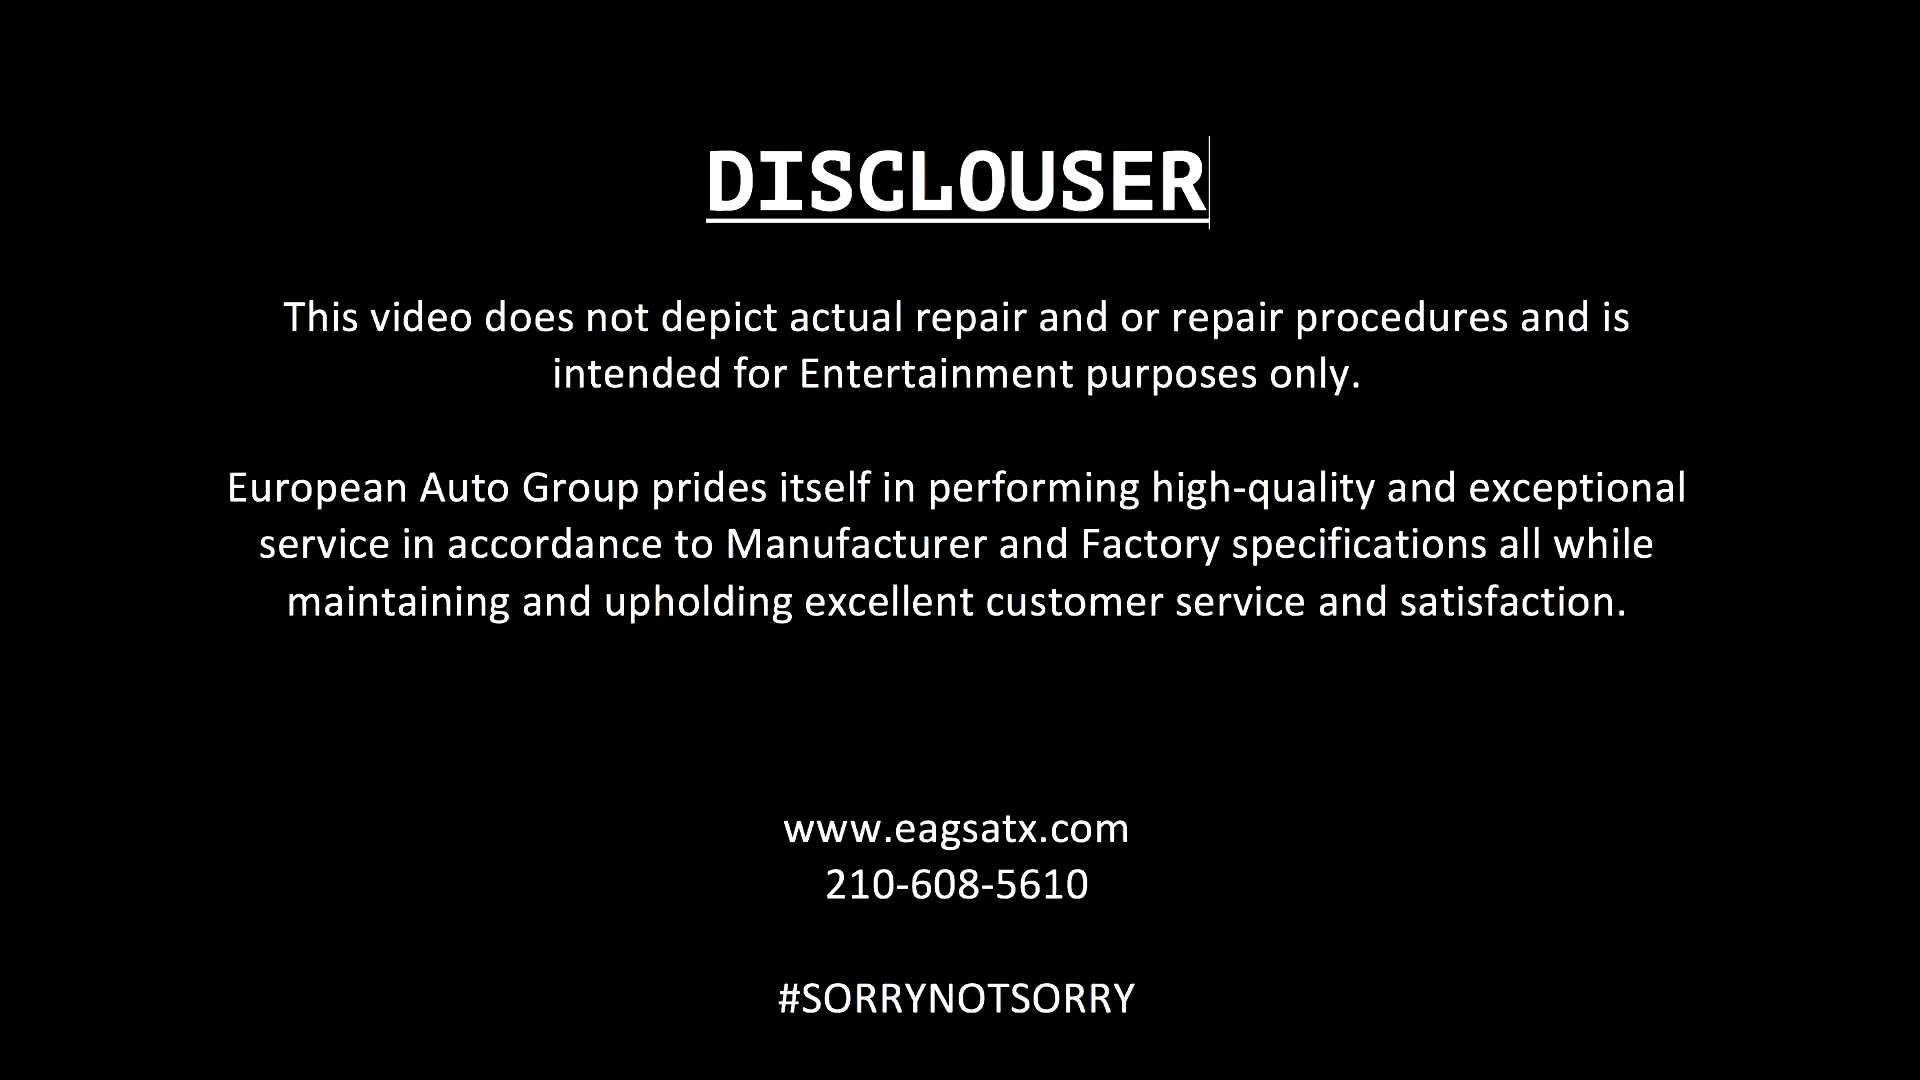 DISCLOUSER
This video does not depict actual repair and or repair procedures and is
intended for Entertainment purposes only.
European Auto Group prides itself in performing high-quality and exceptional
service in accordance to Manufacturer and Factory specifications all while
maintaining and upholding excellent customer service and satisfaction.
www.eagsatx.com
210-608-5610
#SORRYNOTSORRY